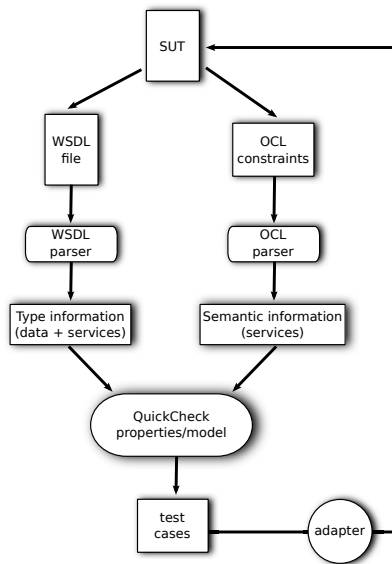 SUT
WSDL
file
OCL
constraints
WSDL
parser
OCL
parser
Type information
(data + services)
Semantic information
(services)
QuickCheck
properties/model
test
cases
adapter